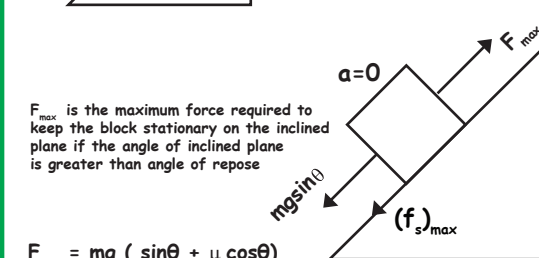 F max
a=0
F max is the maximum force required to
keep the block stationary on the inclined
plane if the angle of inclined plane
is greater than angle of repose
mgsinθ
(fs)max
F = mg ( sinθ + μ cosθ)